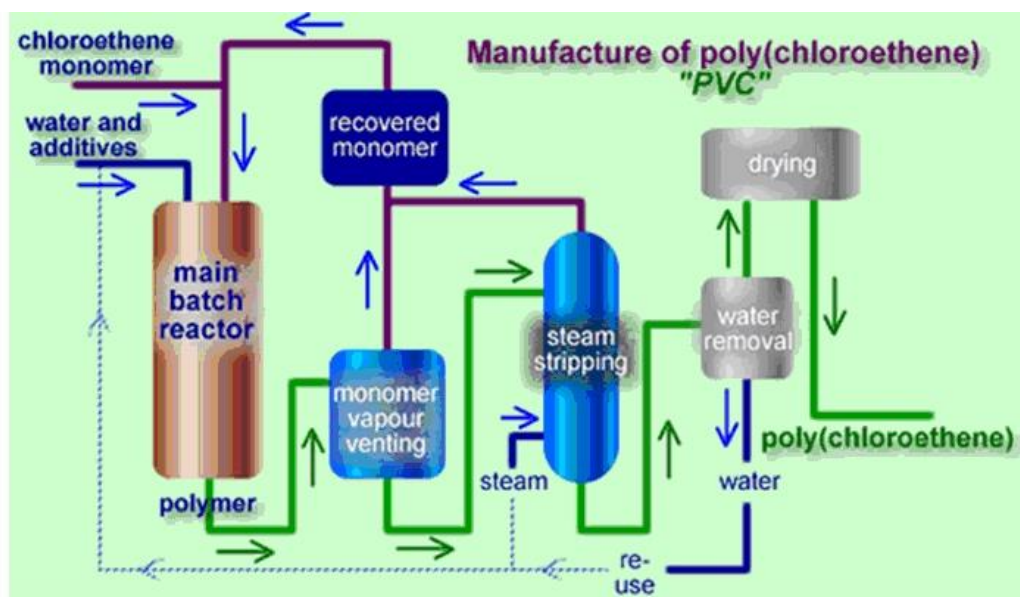 Manufacture of poly(chloroethene)
"PVC"
chloroethene
monomer
water and
additives
recovered
monomer
drying
main
batch
reactor
water
removal
steam
stripping
monomer
vapour
venting
poly(chloroethene)
steam
water
polymer
re-
use